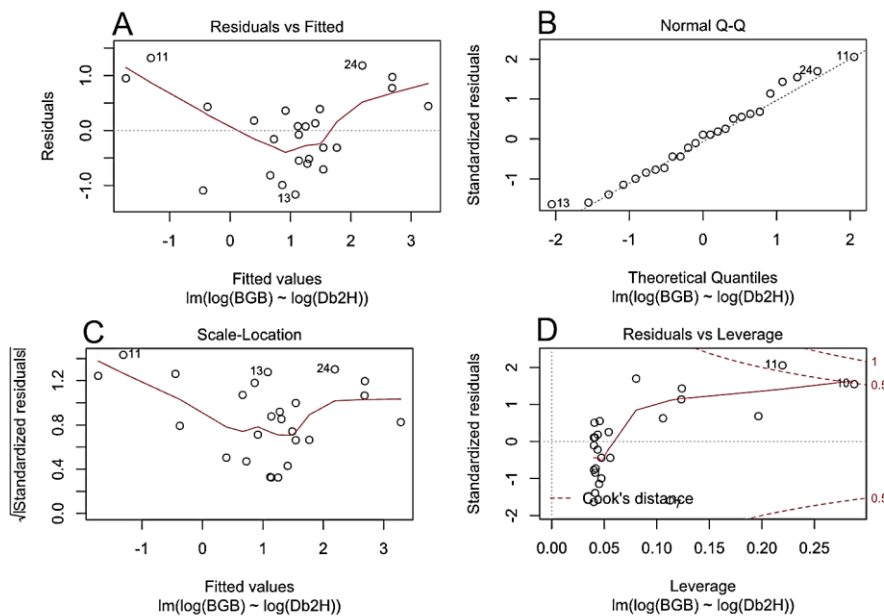 A
Residuals vs Fitted
Residuals
1.0
0.0
-1.0
11
24
13
-1 0 1 2 3
Fitted values
lm(log(BGB) ~ log(Db2H))
B
Normal Q-Q
Standardized residuals
2
1
0
-1
11
24
13
-2 -1 0 1 2
Theoretical Quantiles
lm(log(BGB) ~ log(Db2H))
C
Scale-Location
√|Standardized residuals|
1.2
0.8
0.4
0.0
11
13
24
-1 0 1 2 3
Fitted values
lm(log(BGB) ~ log(Db2H))
D
Residuals vs Leverage
Standardized residuals
2
1
0
-1
-2
11
10
1
0.5
0.5
Cook's distance
0.00 0.05 0.10 0.15 0.20 0.25
Leverage
lm(log(BGB) ~ log(Db2H))